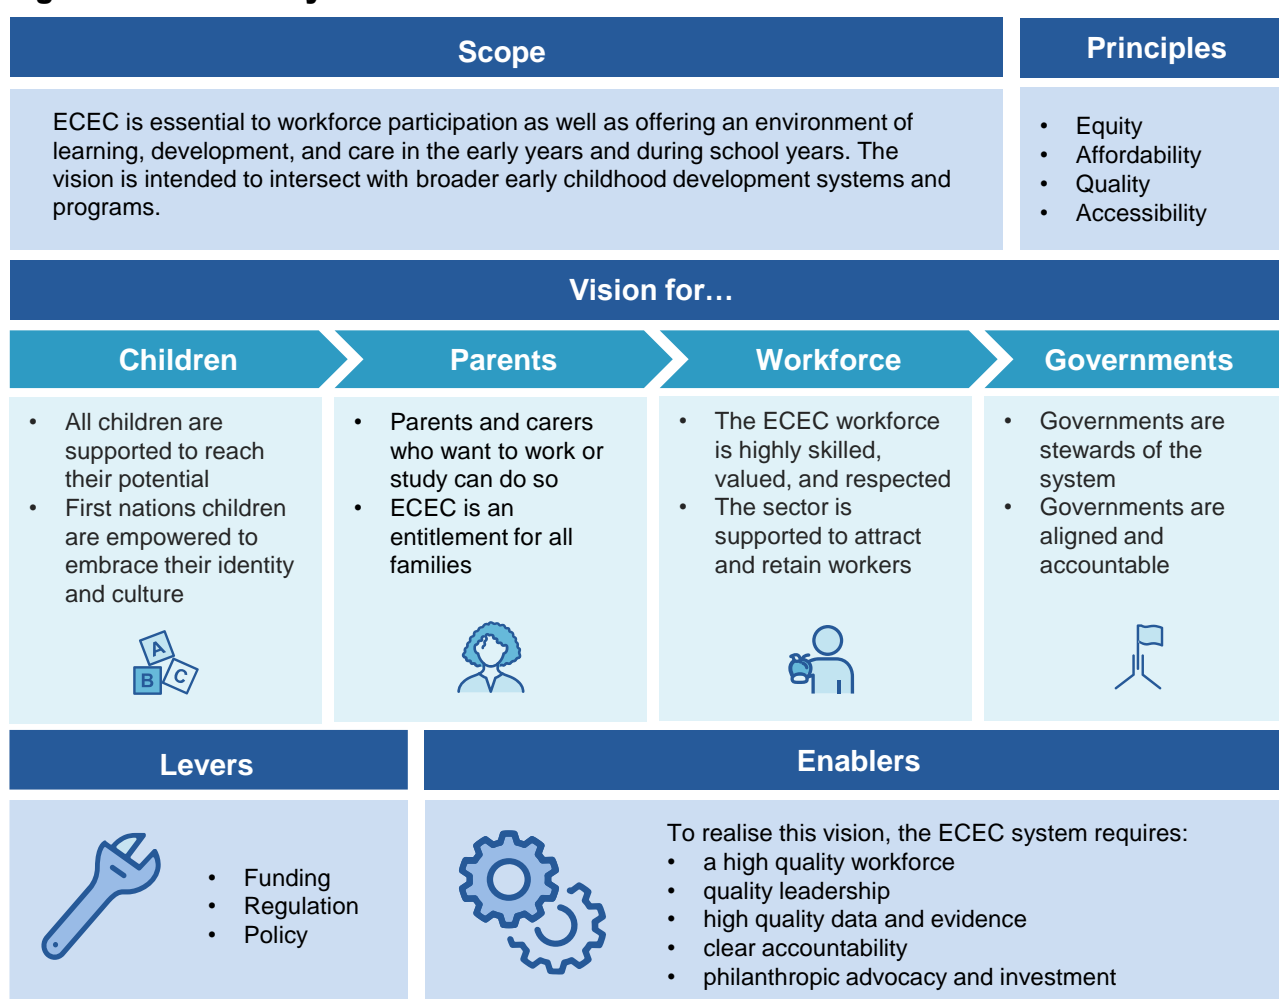 Scope
Principles
ECEC is essential to workforce participation as well as offering an environment of
learning, development, and care in the early years and during school years. The
vision is intended to intersect with broader early childhood development systems and
programs.
• Equity
• Affordability
• Quality
• Accessibility
Vision for…
Children
Parents
Workforce
Governments
• All children are
supported to reach
their potential
• First nations children
are empowered to
embrace their identity
and culture
• Parents and carers
who want to work or
study can do so
• ECEC is an
entitlement for all
families
• The ECEC workforce
is highly skilled,
valued, and respected
• The sector is
supported to attract
and retain workers
• Governments are
stewards of the
system
• Governments are
aligned and
accountable
A
B
C
Levers
Enablers
• Funding
• Regulation
• Policy
To realise this vision, the ECEC system requires:
• a high quality workforce
• quality leadership
• high quality data and evidence
• clear accountability
• philanthropic advocacy and investment